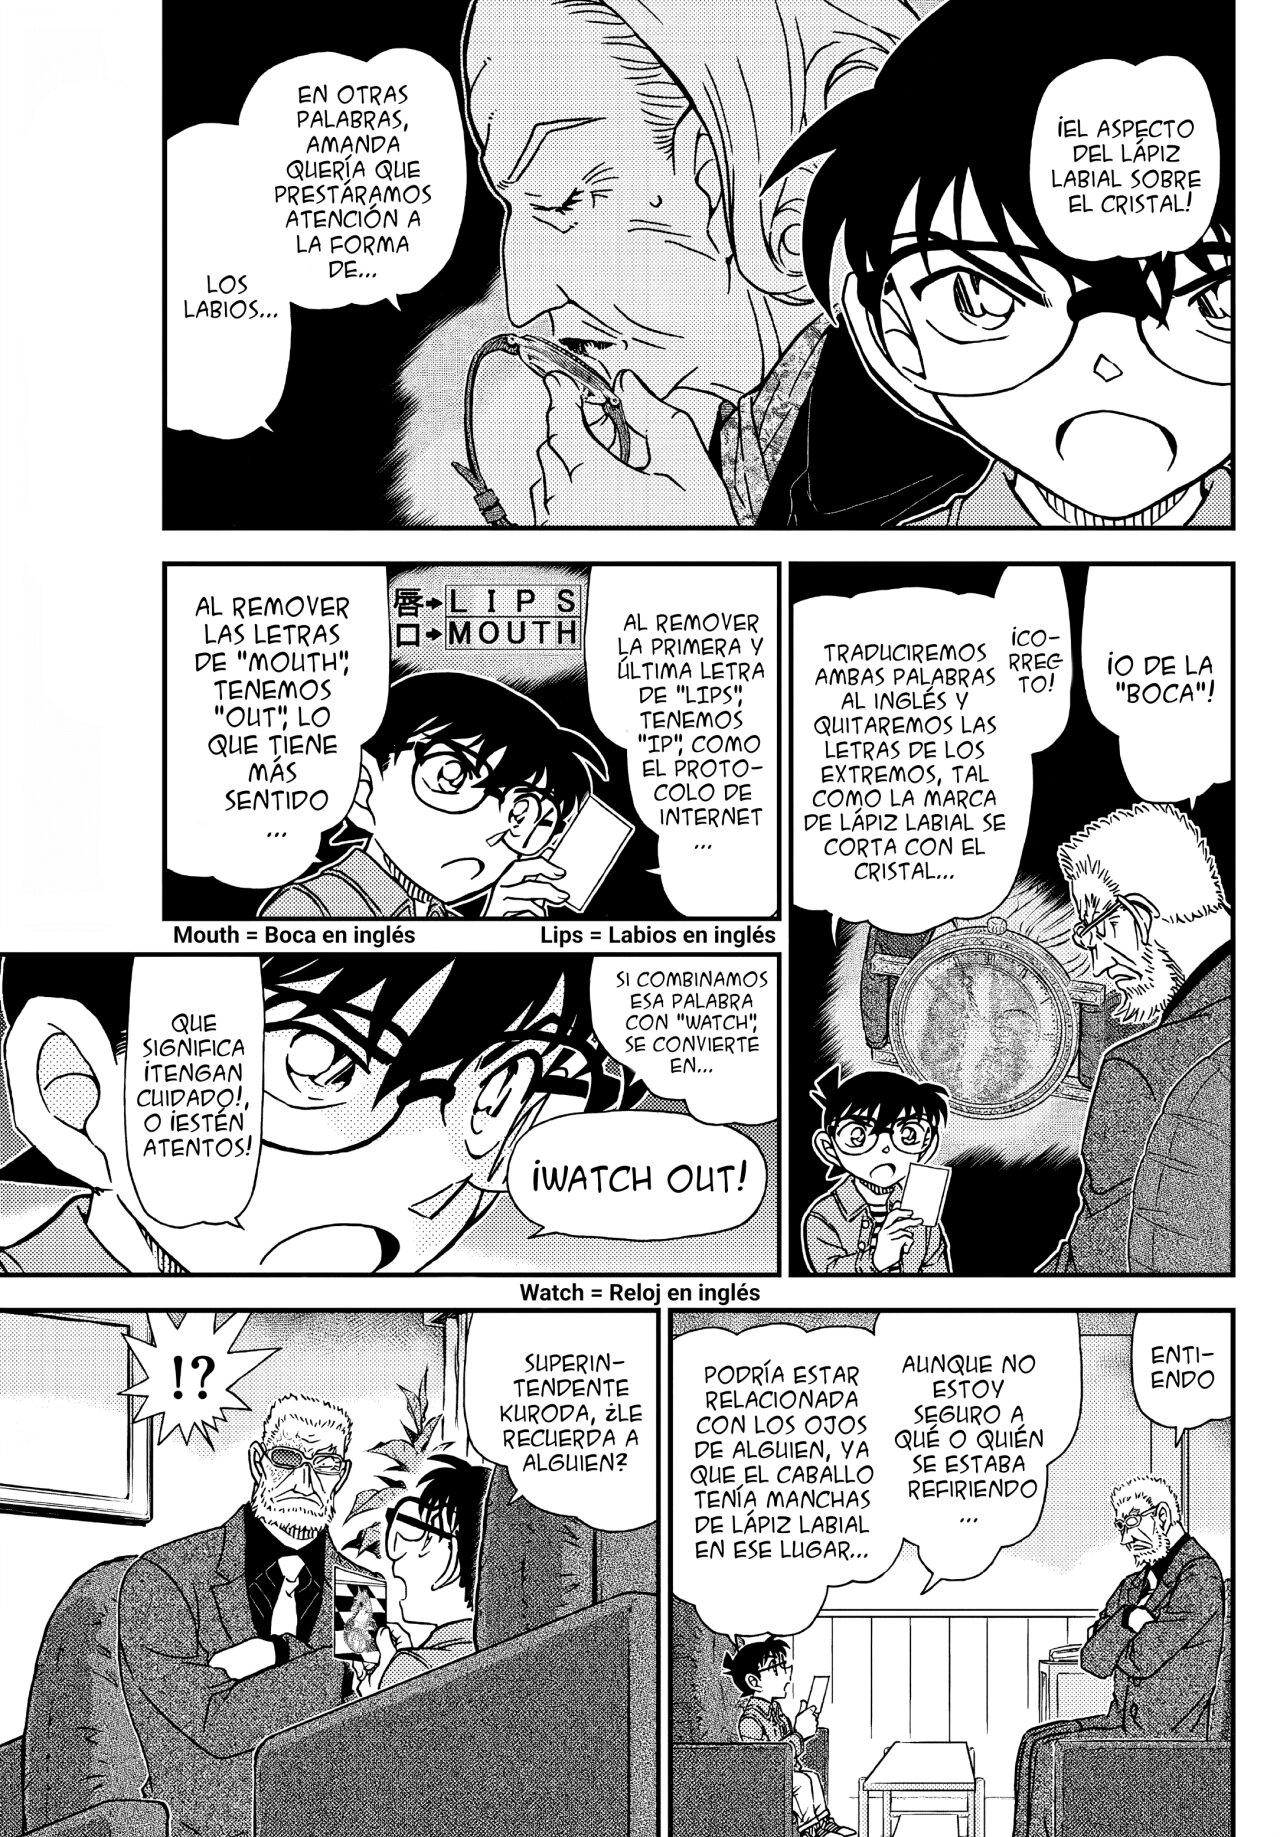 ¡EL ASPECTO
DEL LÁPIZ
LABIAL SOBRE
EL CRISTAL!
EN OTRAS
PALABRAS,
AMANDA
QUERÍA QUE
PRESTÁRAMOS
ATENCIÓN A
LA FORMA
DE...
LOS
LABIOS...
¡O DE LA
"BOCA"!
¡CO-
RREC-
TO!
TRADUCIREMOS
AMBAS PALABRAS
AL INGLÉS Y
QUITAREMOS LAS
LETRAS DE LOS
EXTREMOS, TAL
COMO LA MARCA
DE LÁPIZ LABIAL SE
CORTA CON EL
CRISTAL...
唇→LIPS
口→MOUTH
AL REMOVER
LA PRIMERA Y
ÚLTIMA LETRA
DE "LIPS",
TENEMOS
"IP", COMO
EL PROTO-
COLO DE
INTERNET
...
AL REMOVER
LAS LETRAS
DE "MOUTH",
TENEMOS
"OUT", LO
QUE TIENE
MÁS
SENTIDO
...
Mouth = Boca en inglés
Lips = Labios en inglés
SI COMBINAMOS
ESA PALABRA
CON "WATCH",
SE CONVIERTE
EN...
¡WATCH OUT!
QUE
SIGNIFICA
¡TENGAN
CUIDADO!,
O ¡ESTÉN
ATENTOS!
Watch = Reloj en inglés
ENTI-
ENDO
AUNQUE NO
ESTOY
SEGURO A
QUÉ O QUIÉN
SE ESTABA
REFIRIENDO
...
PODRÍA ESTAR
RELACIONADA
CON LOS OJOS
DE ALGUIEN, YA
QUE EL CABALLO
TENÍA MANCHAS
DE LÁPIZ LABIAL
EN ESE LUGAR...
SUPERIN-
TENDENTE
KURODA, ¿LE
RECUERDA A
ALGUIEN?
!?